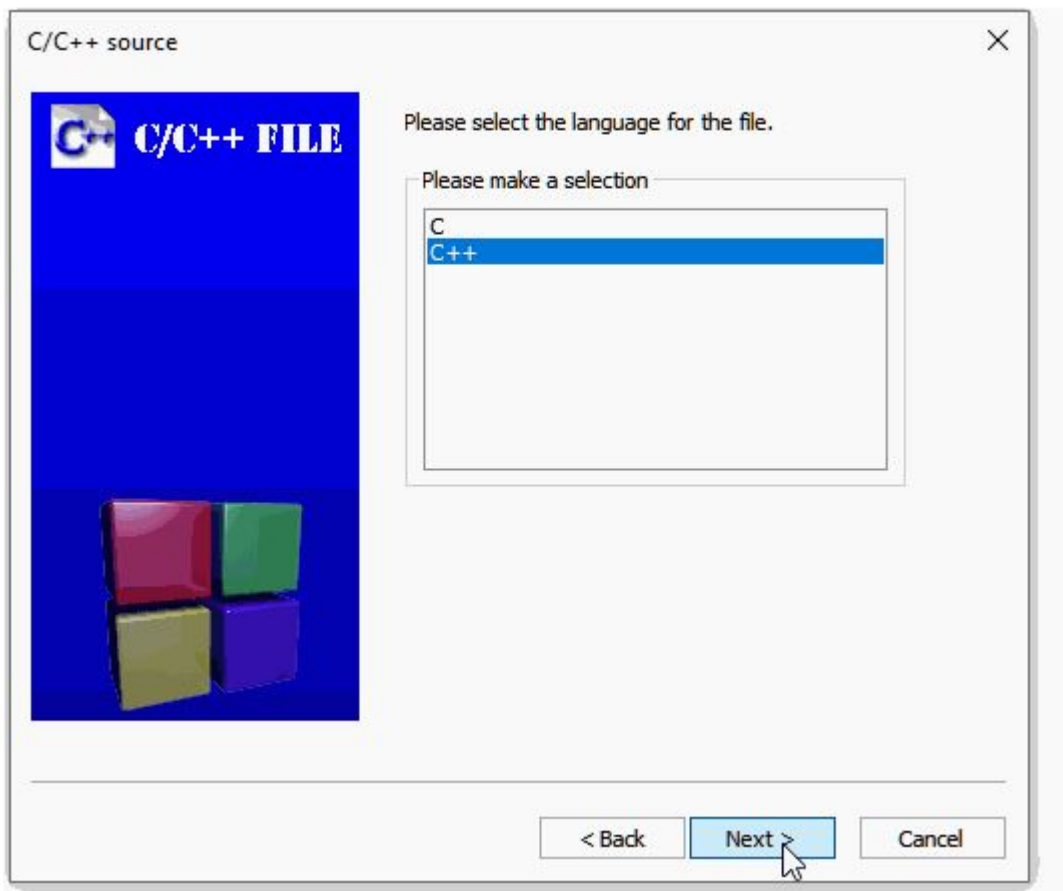 C/C++ source
C++ C/C++ FILE
Please select the language for the file.
Please make a selection
C
C++
< Back Next > Cancel